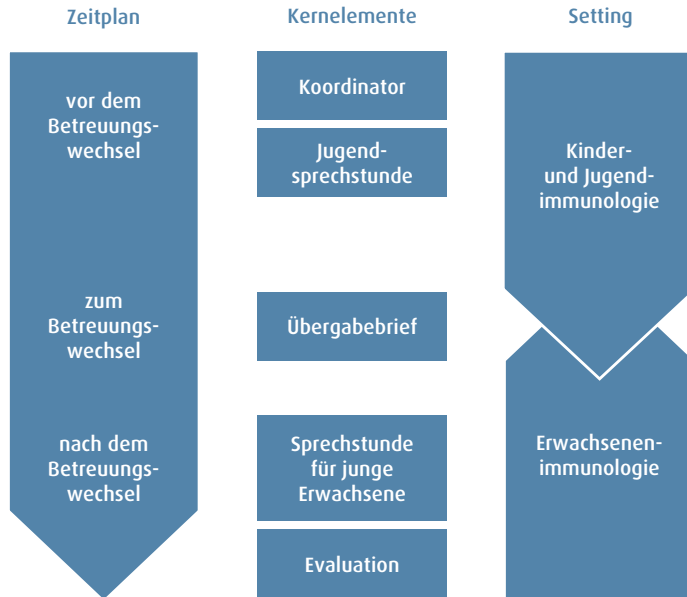 Zeitplan
vor dem
Betreuungs-
wechsel
zum
Betreuungs-
wechsel
nach dem
Betreuungs-
wechsel
Kernelemente
Koordinator
Jugend-
sprechstunde
Übergabebrief
Sprechstunde
für junge
Erwachsene
Evaluation
Setting
Kinder-
und Jugend-
immunologie
Erwachsenen-
immunologie